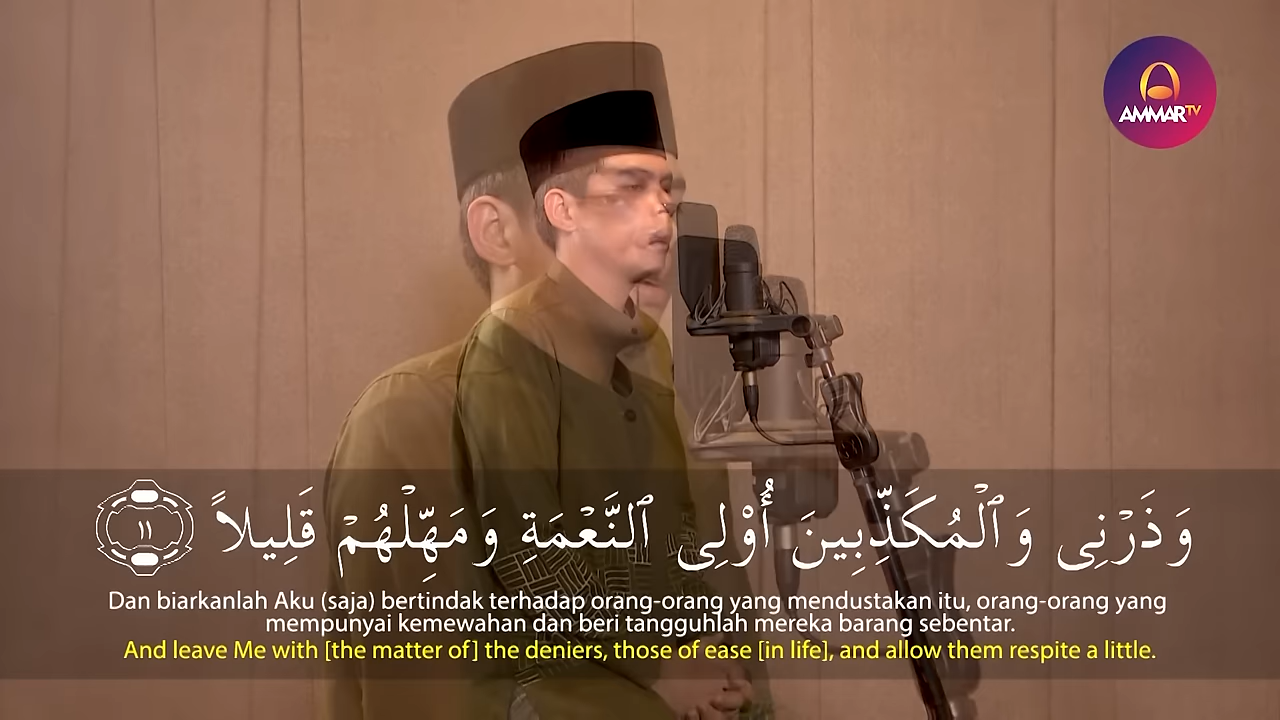 AMMARTV
وَذَرْنِى وَٱلْمُكَذِّبِينَ أُو۟لِى ٱلنَّعْمَةِ وَمَهِّلْهُمْ قَلِيلاً ١١
Dan biarkanlah Aku (saja) bertindak terhadap orang-orang yang mendustakan itu, orang-orang yang
mempunyai kemewahan dan beri tangguhlah mereka barang sebentar.
And leave Me with [the matter of] the deniers, those of ease [in life], and allow them respite a little.